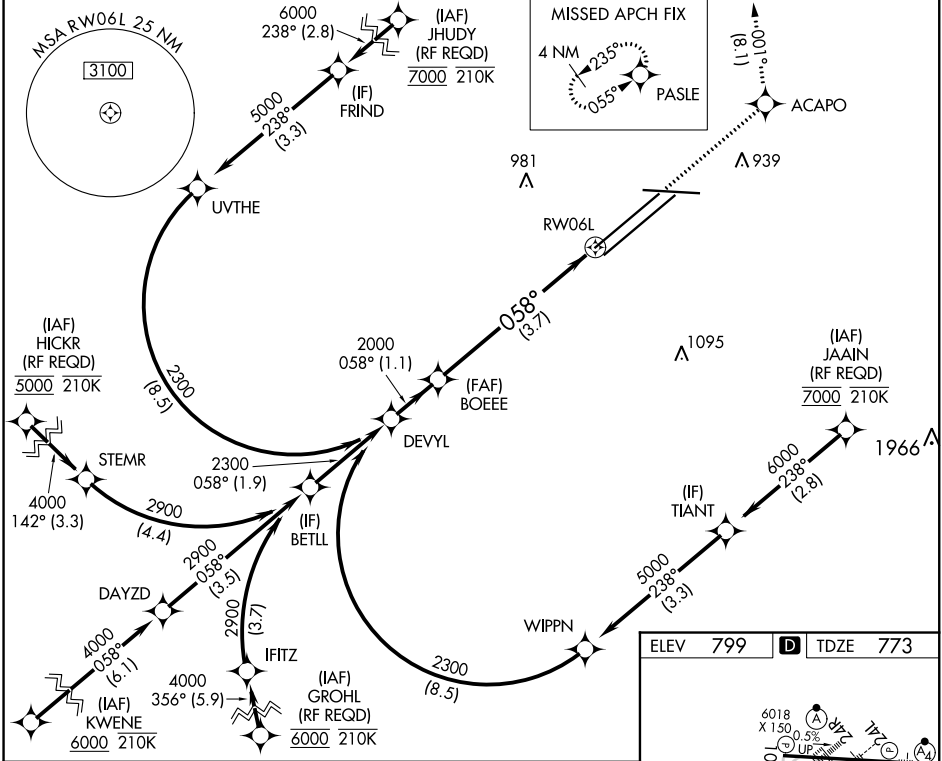 MSA RW06L 25 NM
3100
6000
238° (2.8)
(IAF)
JHUDY
(RF REQD)
7000 210K
(IF)
FRIND
5000
238°
(3.3)
UVTHE
MISSED APCH FIX
4 NM
235°
055°
PASLE
001°
(8.1)
ACAPO
981
939
RW06L
058°
(3.7)
1095
2000
058° (1.1)
(FAF)
BOEEE
DEVYL
2300
(8.5)
2300
058° (1.9)
(IF)
BETLL
(IAF)
HICKR
(RF REQD)
5000 210K
STEMR
4000
142° (3.3)
2900
(4.4)
2900
058°
(3.5)
DAYZD
4000
058°
(6.1)
(IAF)
KWENE
6000 210K
2900
(3.7)
IFITZ
4000
356° (5.9)
(IAF)
GROHL
(RF REQD)
6000 210K
(IAF)
JAAIN
(RF REQD)
7000 210K
1966
6000
238°
(2.8)
(IF)
TIANT
5000
238°
(3.3)
WIPPN
2300
(8.5)
ELEV 799 D TDZE 773
6018
X 150
0.5%
UP
A
24R
24L
P
A4
P